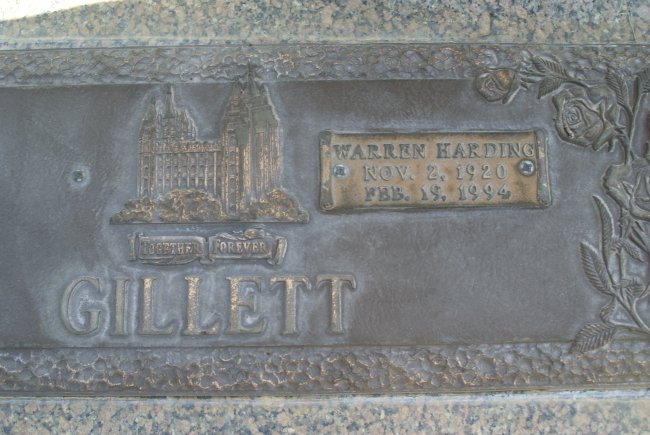 WARREN HARDING
NOV. 2, 1920
FEB. 19, 1994
TOGETHER FOREVER
GILLETT